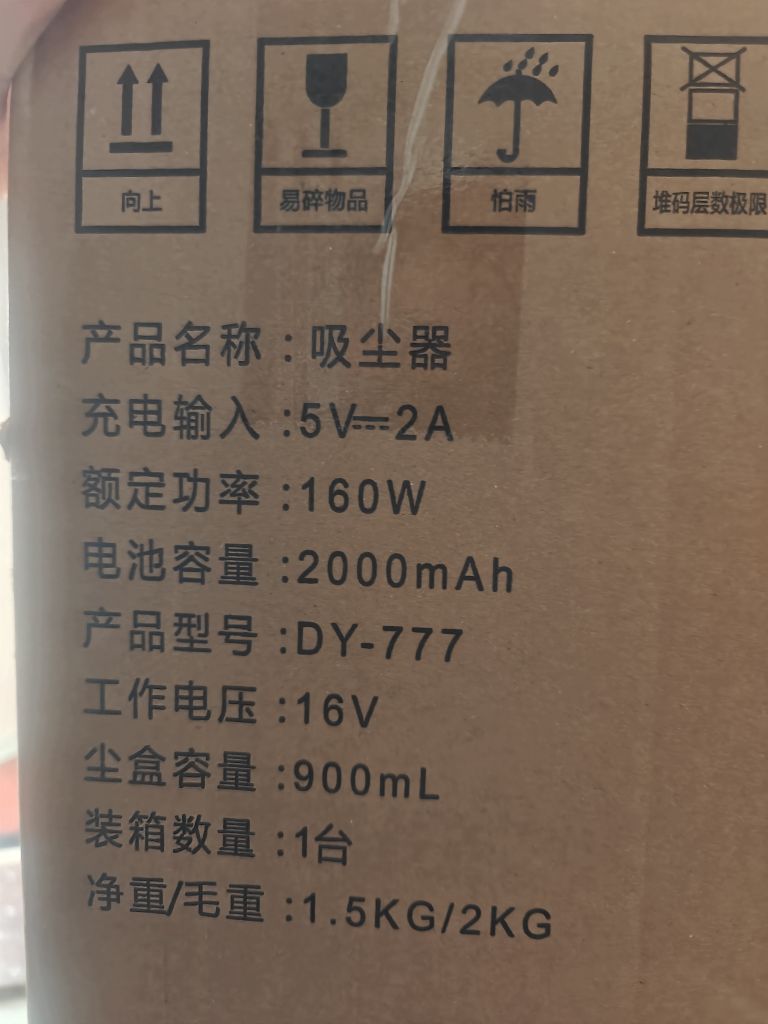 向上 易碎物品 怕雨 堆码层数极限
产品名称：吸尘器
充电输入：5V⎓2A
额定功率：160W
电池容量：2000mAh
产品型号：DY-777
工作电压：16V
尘盒容量：900mL
装箱数量：1台
净重/毛重：1.5KG/2KG